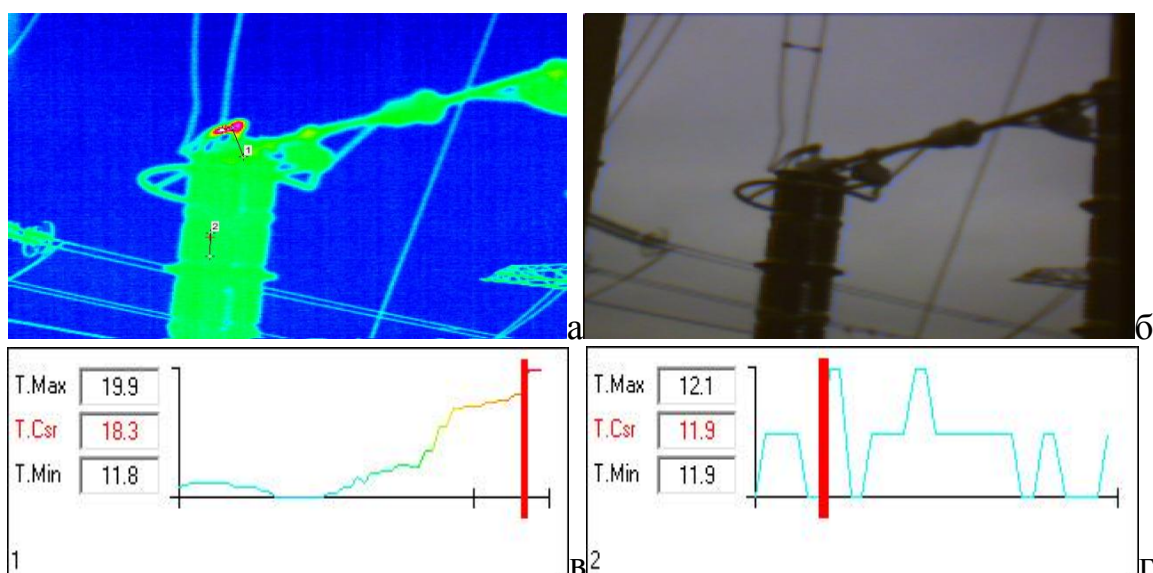 1
2
а
б
T.Max 19.9
T.Csr 18.3
T.Min 11.8
1
в
T.Max 12.1
T.Csr 11.9
T.Min 11.9
2
г